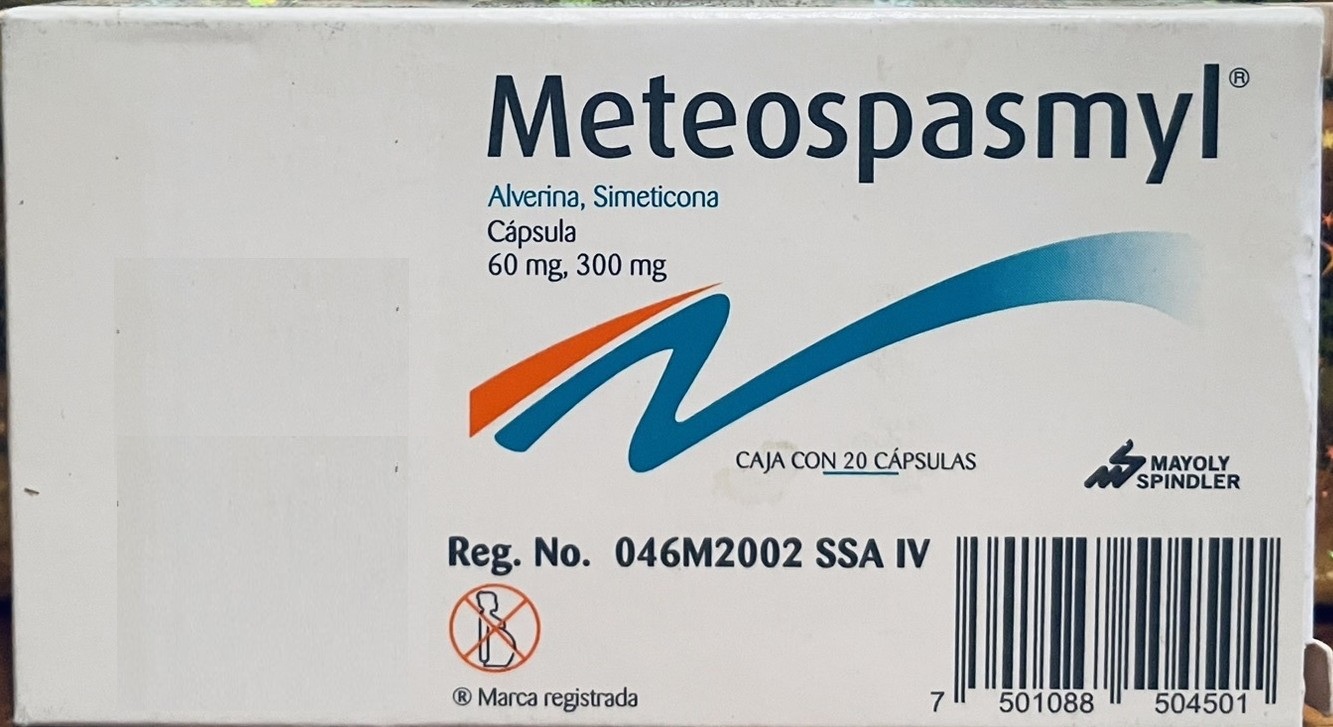 Meteospasmyl®
Alverina, Simeticona
Cápsula
60 mg, 300 mg
CAJA CON 20 CÁPSULAS
MAYOLY
SPINDLER
Reg. No. 046M2002 SSA IV
® Marca registrada
7 501088 504501